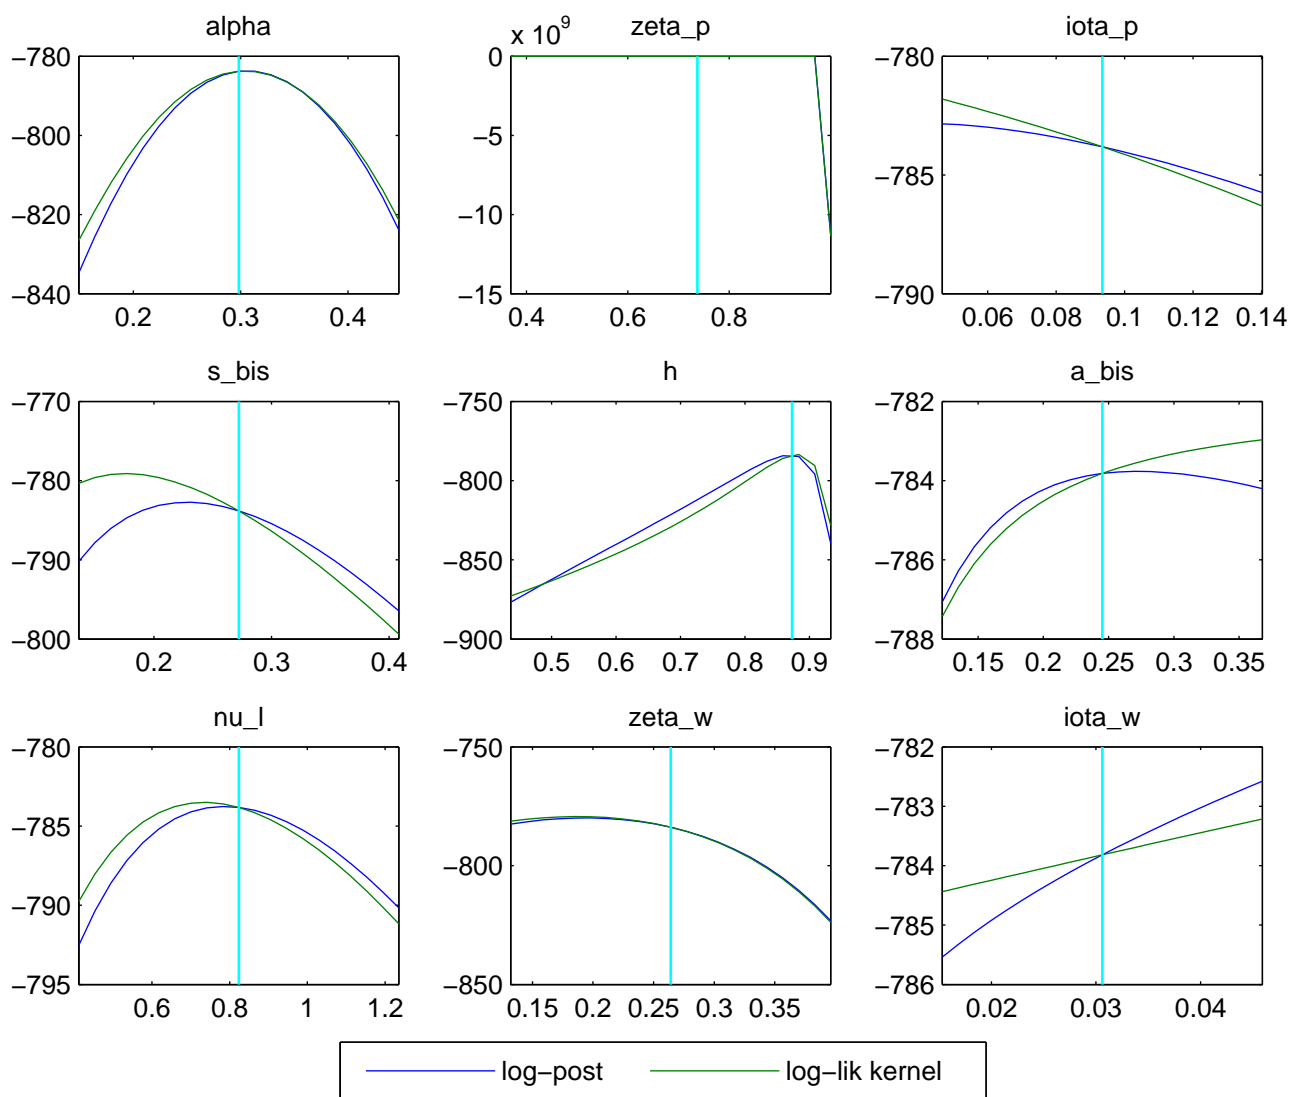 alpha
−780
−800
−820
−840
0.2 0.3 0.4
zeta_p
x 10^9
0
−5
−10
−15
0.4 0.6 0.8
iota_p
−780
−785
−790
0.06 0.08 0.1 0.12 0.14
s_bis
−770
−780
−790
−800
0.2 0.3 0.4
h
−750
−800
−850
−900
0.5 0.6 0.7 0.8 0.9
a_bis
−782
−784
−786
−788
0.15 0.2 0.25 0.3 0.35
nu_l
−780
−785
−790
−795
0.6 0.8 1 1.2
zeta_w
−750
−800
−850
0.15 0.2 0.25 0.3 0.35
iota_w
−782
−783
−784
−785
−786
0.02 0.03 0.04
log−post log−lik kernel